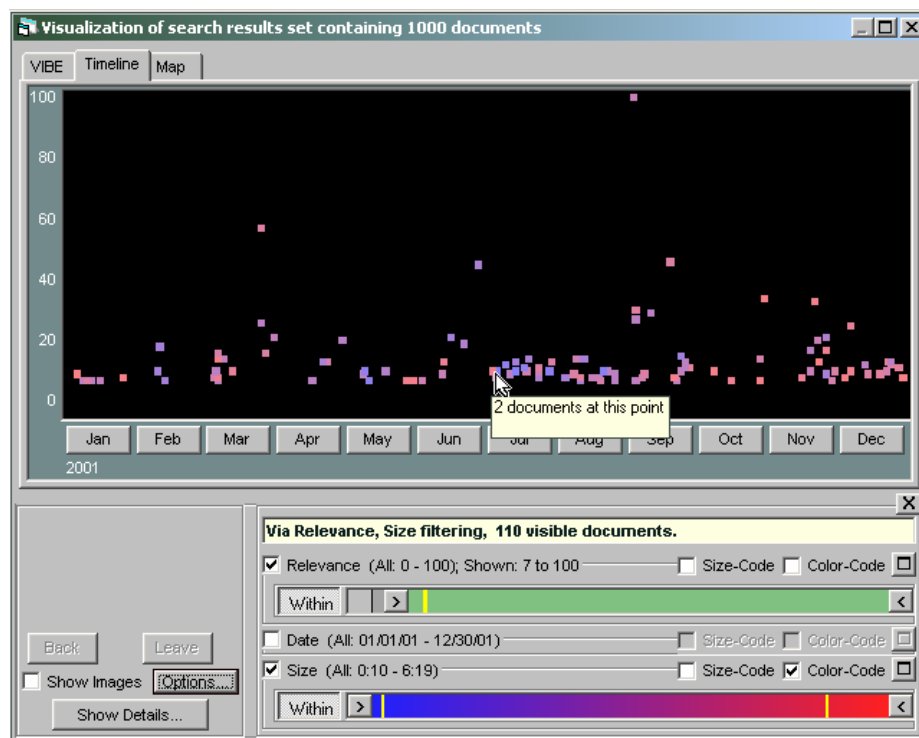 Visualization of search results set containing 1000 documents
VIBE Timeline Map
100
80
60
40
20
0
2 documents at this point
Jan Feb Mar Apr May Jun Jul Aug Sep Oct Nov Dec
2001
Via Relevance, Size filtering, 110 visible documents.
Relevance (All: 0 - 100); Shown: 7 to 100 Size-Code Color-Code
Within
Date (All: 01/01/01 - 12/30/01) Size-Code Color-Code
Size (All: 0:10 - 6:19) Size-Code Color-Code
Within
Back Leave
Show Images Options...
Show Details...